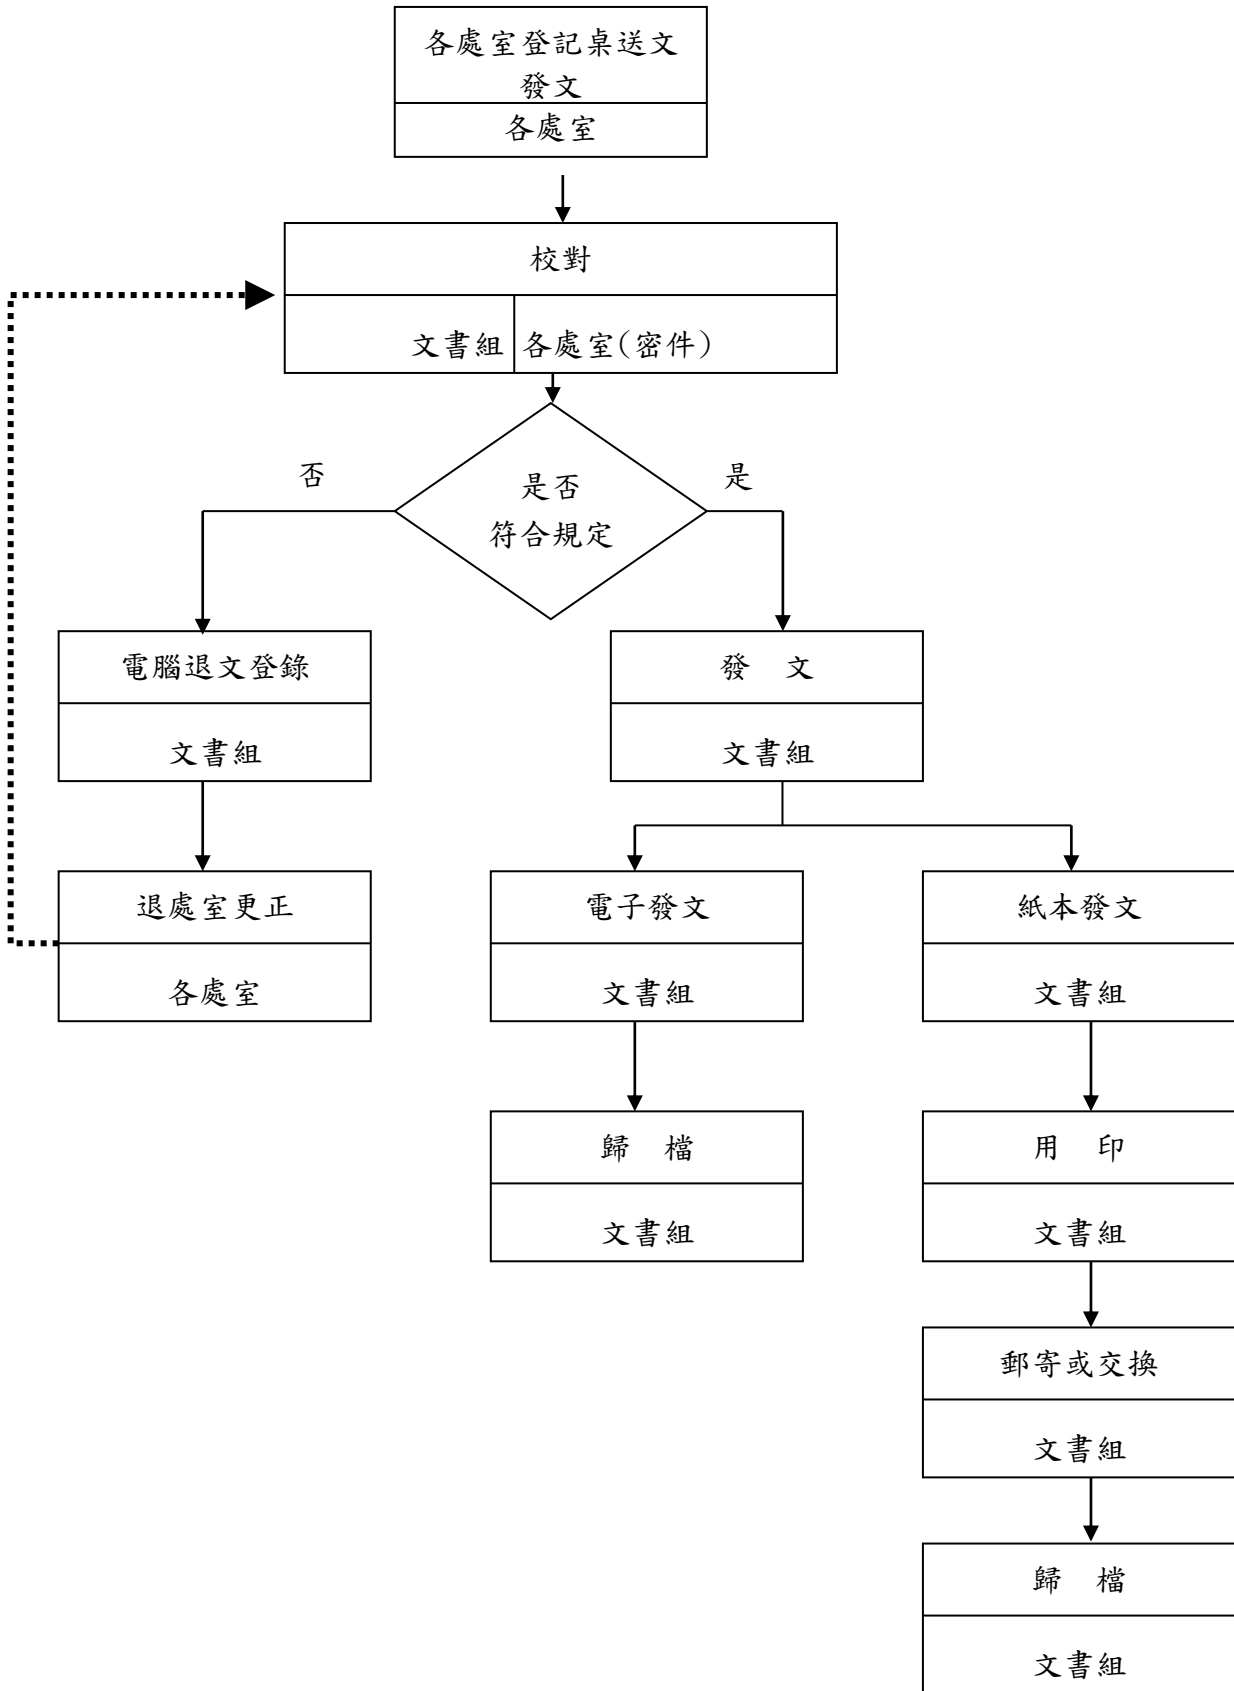 各處室登記桌送文
發文
各處室
校對
文書組
各處室(密件)
否
是
是否
符合規定
電腦退文登錄
文書組
發 文
文書組
退處室更正
各處室
電子發文
文書組
紙本發文
文書組
歸 檔
文書組
用 印
文書組
郵寄或交換
文書組
歸 檔
文書組